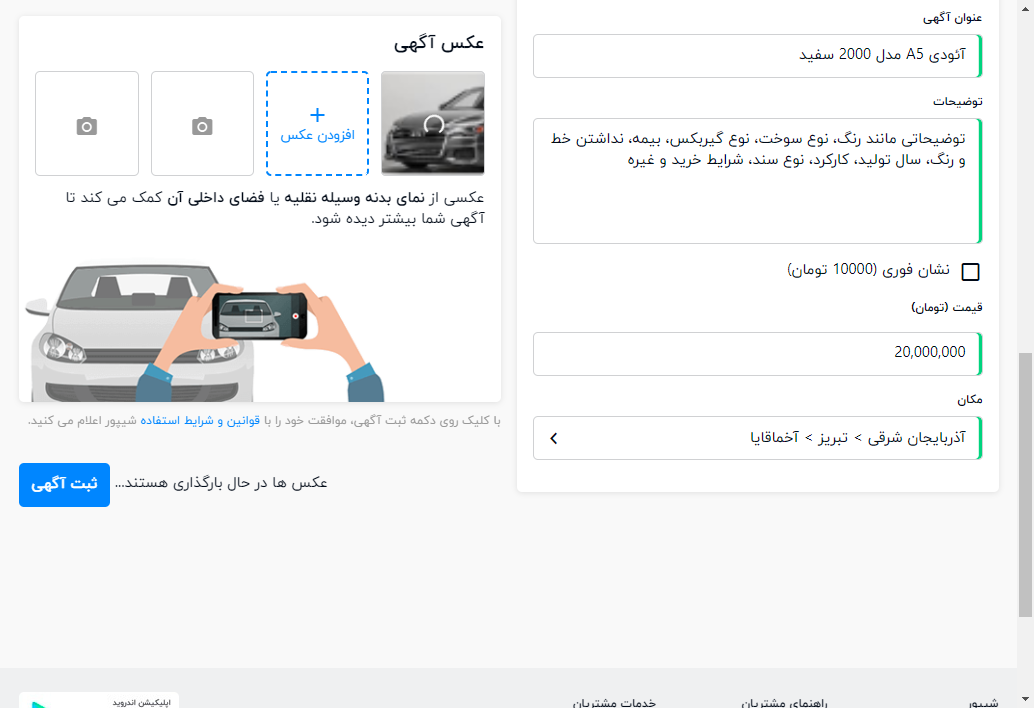 عنوان آگهی
آئودی A5 مدل 2000 سفید
توضیحات
توضیحاتی مانند رنگ، نوع سوخت، نوع گیربکس، بیمه، نداشتن خط
و رنگ، سال تولید، کارکرد، نوع سند، شرایط خرید و غیره
نشان فوری (10000 تومان)
قیمت (تومان)
20,000,000
مکان
آذربایجان شرقی > تبریز > آخماقایا
عکس آگهی
افزودن عکس
عکسی از نمای بدنه وسیله نقلیه یا فضای داخلی آن کمک می کند تا
آگهی شما بیشتر دیده شود.
با کلیک روی دکمه ثبت آگهی، موافقت خود را با قوانین و شرایط استفاده شیپور اعلام می کنید.
عکس ها در حال بارگذاری هستند...
ثبت آگهی
شیپور
راهنمای مشتریان
خدمات مشتریان
اپلیکیشن اندروید